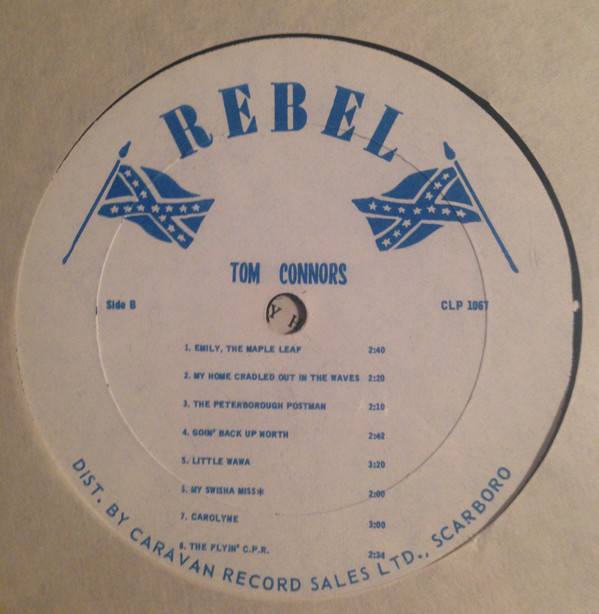 REBEL
TOM CONNORS
Side B
CLP 1067
1. EMILY, THE MAPLE LEAF 2:40
2. MY HOME CRADLED OUT IN THE WAVES 2:20
3. THE PETERBOROUGH POSTMAN 2:10
4. GOIN' BACK UP NORTH 2:42
5. LITTLE WAWA 3:20
6. MY SWISHA MISS* 2:00
7. CAROLYNE 3:00
8. THE FLYIN' C.P.R. 2:34
DIST. BY CARAVAN RECORD SALES LTD., SCARBORO